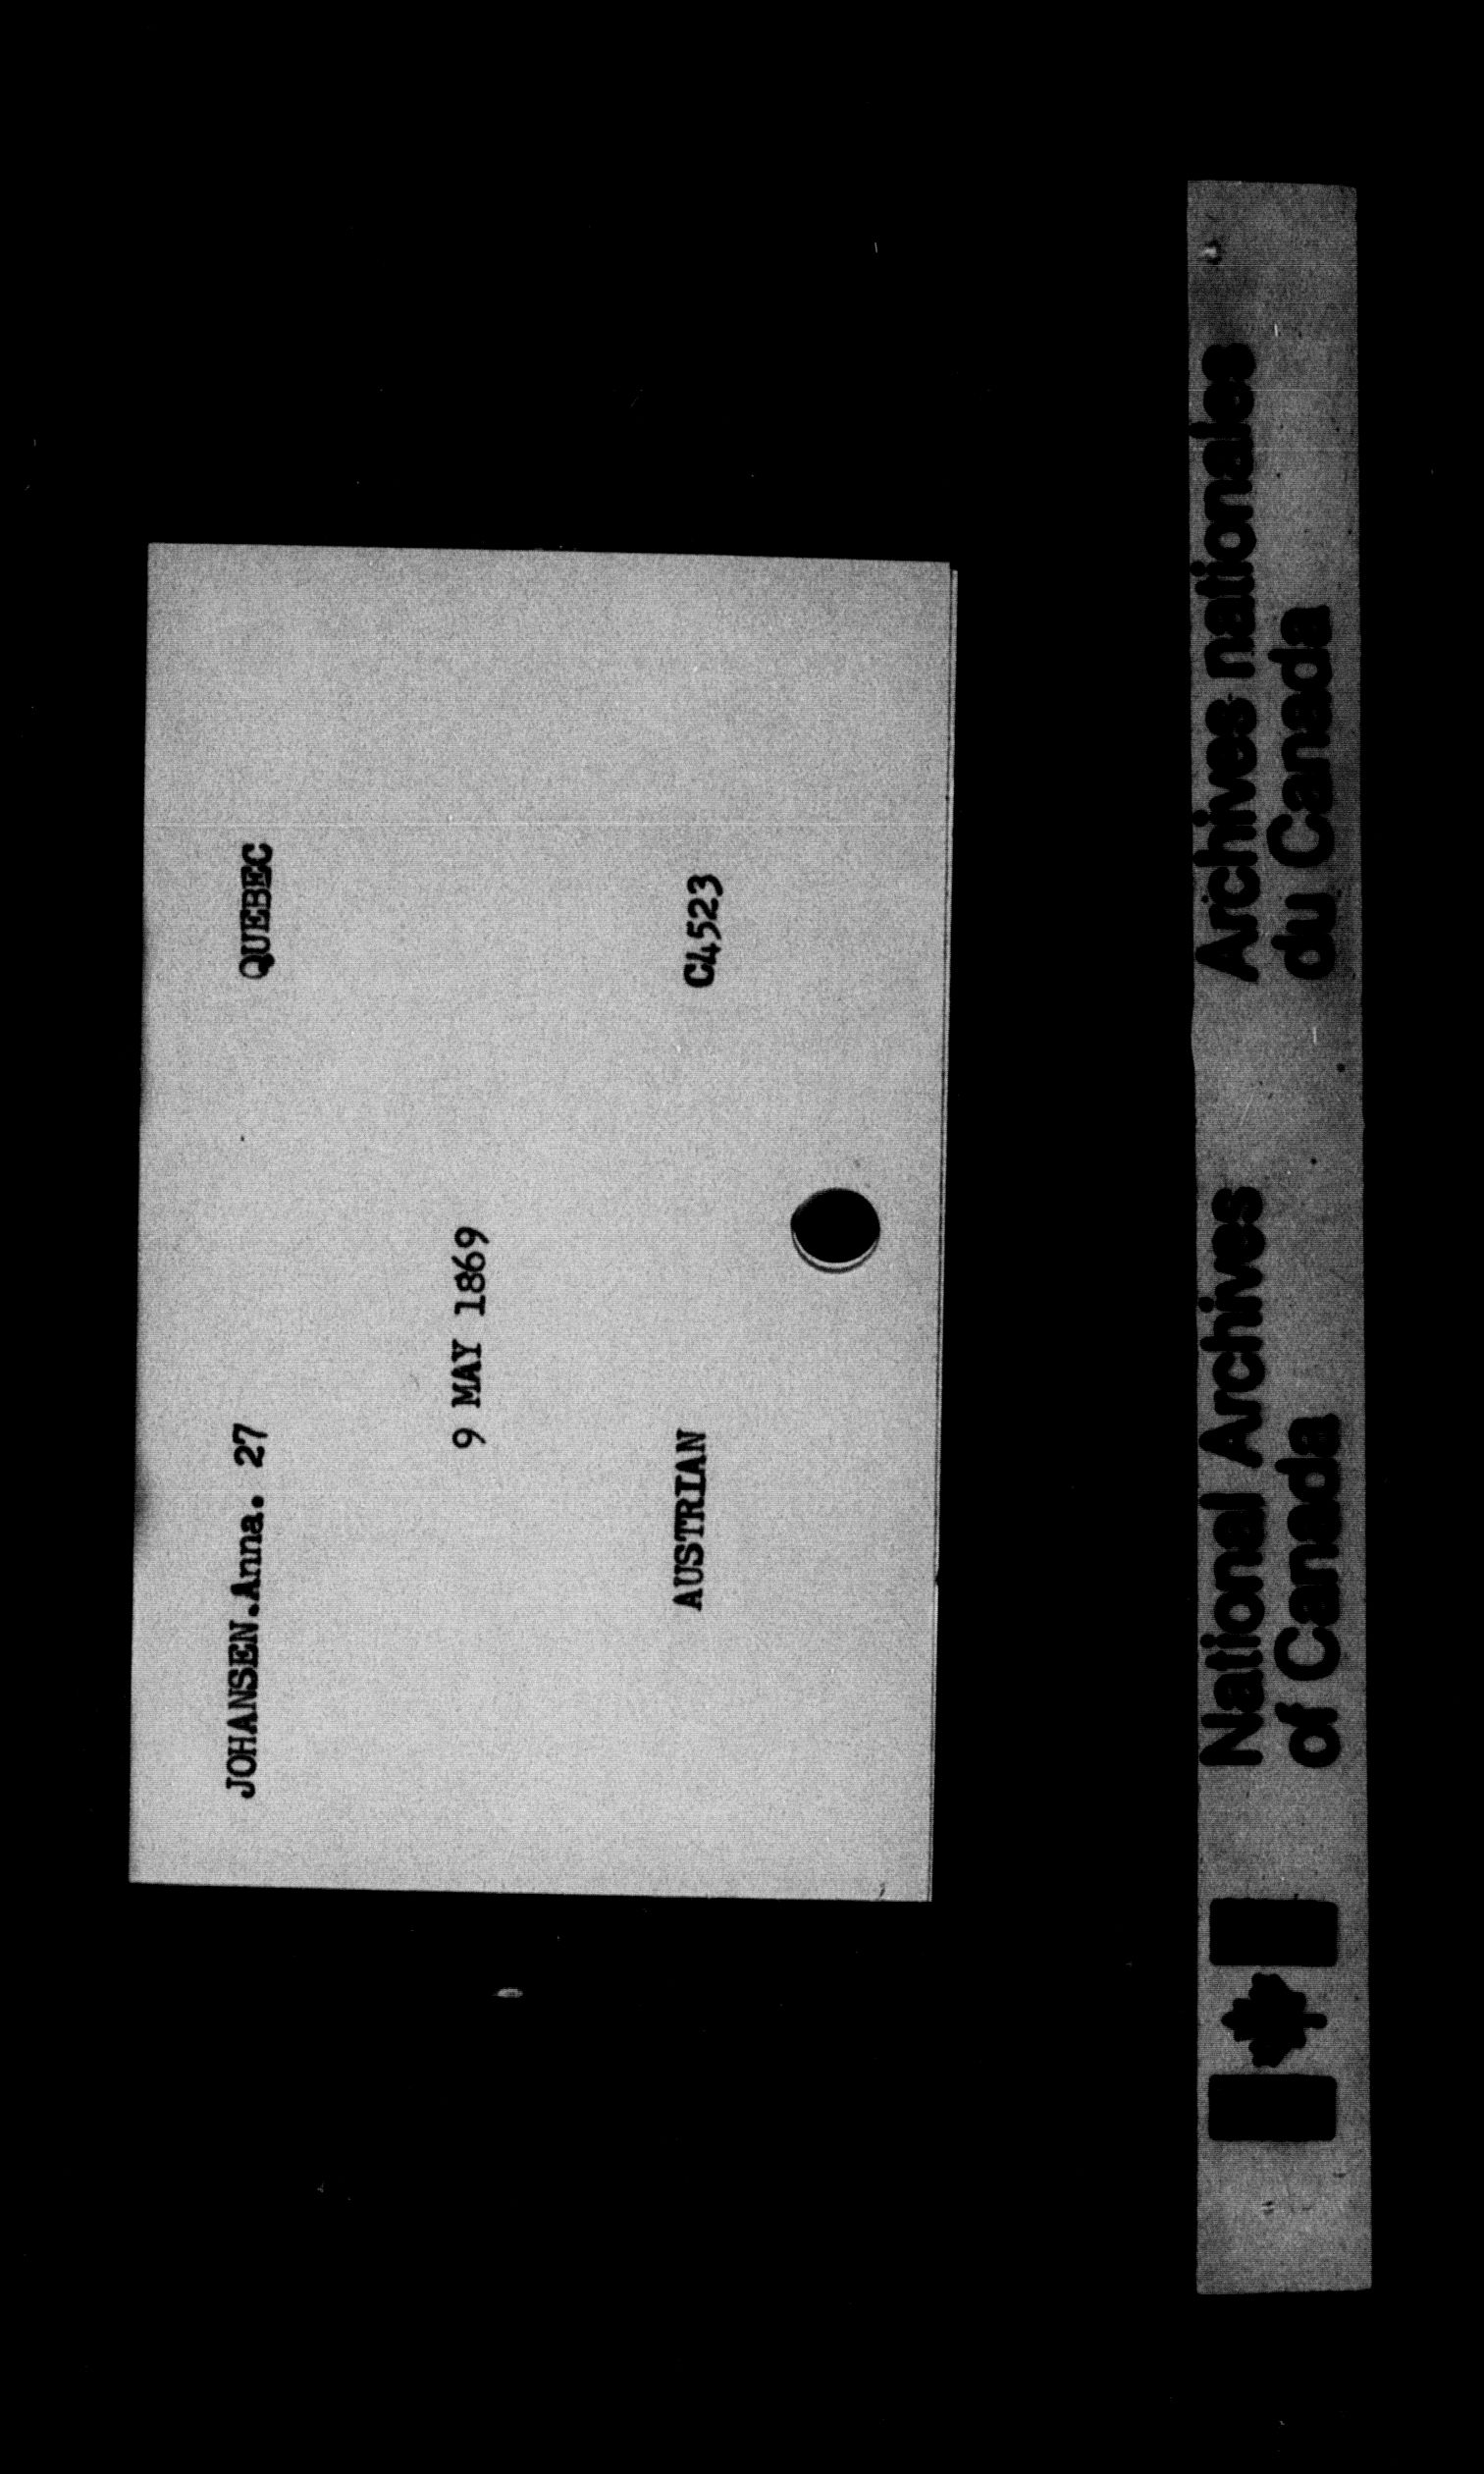 JOHANSEN.Anna. 27 QUEBEC
9 MAY 1869
AUSTRIAN C4523
National Archives
of Canada
Archives nationales
du Canada